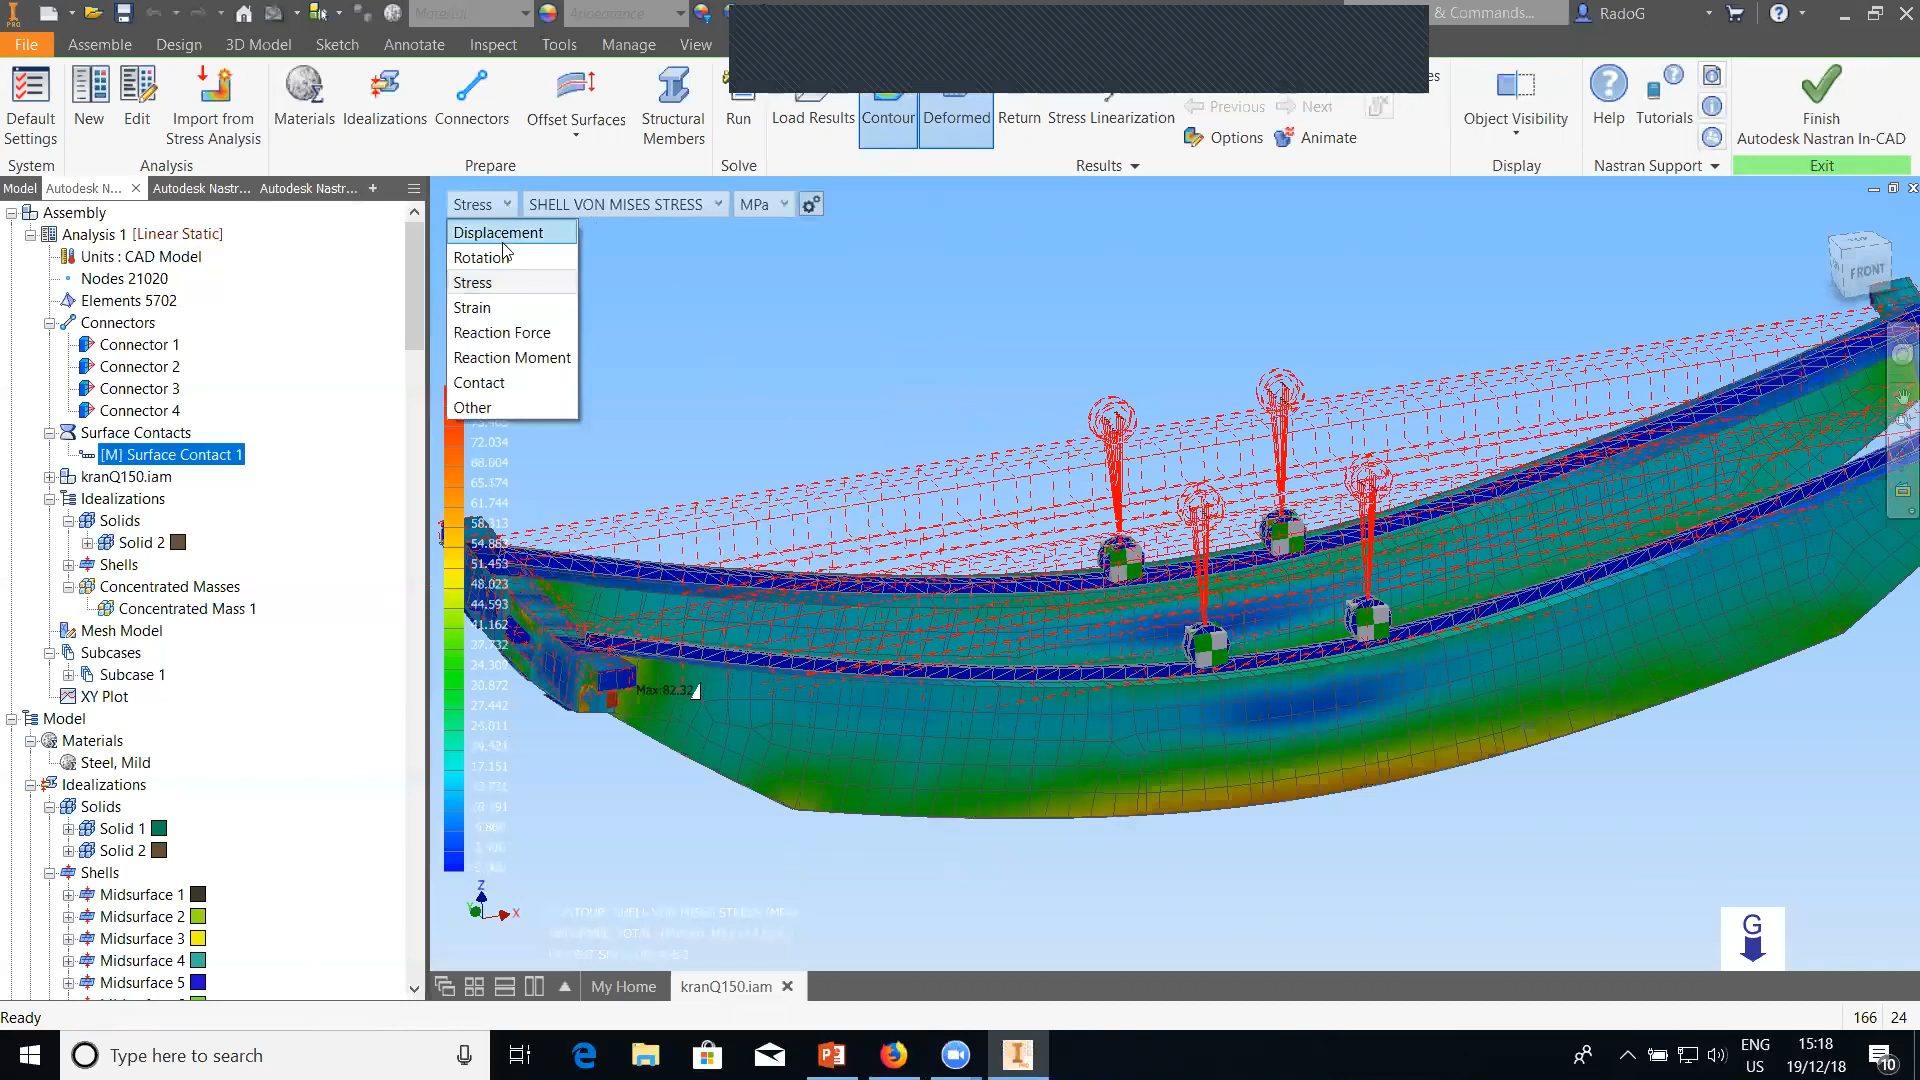 Material
Appearance
& Commands...
RadoG
PRO
File
Assemble
Design
3D Model
Sketch
Annotate
Inspect
Tools
Manage
View
Default
Settings
New
Edit
Import from
Stress Analysis
Materials
Idealizations
Connectors
Offset Surfaces
Structural
Members
Run
Load Results
Contour
Deformed
Return
Stress Linearization
Previous
Next
Options
Animate
Object Visibility
Help
Tutorials
Finish
Autodesk Nastran In-CAD
System
Analysis
Prepare
Solve
Results
Display
Nastran Support
Exit
Model
Autodesk N...
Autodesk Nastr...
Autodesk Nastr...
+
Assembly
Analysis 1 [Linear Static]
Units : CAD Model
Nodes 21020
Elements 5702
Connectors
Connector 1
Connector 2
Connector 3
Connector 4
Surface Contacts
[M] Surface Contact 1
kranQ150.iam
Idealizations
Solids
Solid 2
Shells
Concentrated Masses
Concentrated Mass 1
Mesh Model
Subcases
Subcase 1
XY Plot
Model
Materials
Steel, Mild
Idealizations
Solids
Solid 1
Solid 2
Shells
Midsurface 1
Midsurface 2
Midsurface 3
Midsurface 4
Midsurface 5
Stress
SHELL VON MISES STRESS
MPa
Displacement
Rotation
Stress
Strain
Reaction Force
Reaction Moment
Contact
Other
72.034
68.604
61.744
58.313
51.453
48.023
44.593
41.162
37.732
20.872
27.442
24.011
17.151
Max:82.32
TOP
FRONT
Z
Y
X
G
My Home
kranQ150.iam
Ready
166 24
Type here to search
ENG
US
15:18
19/12/18
10